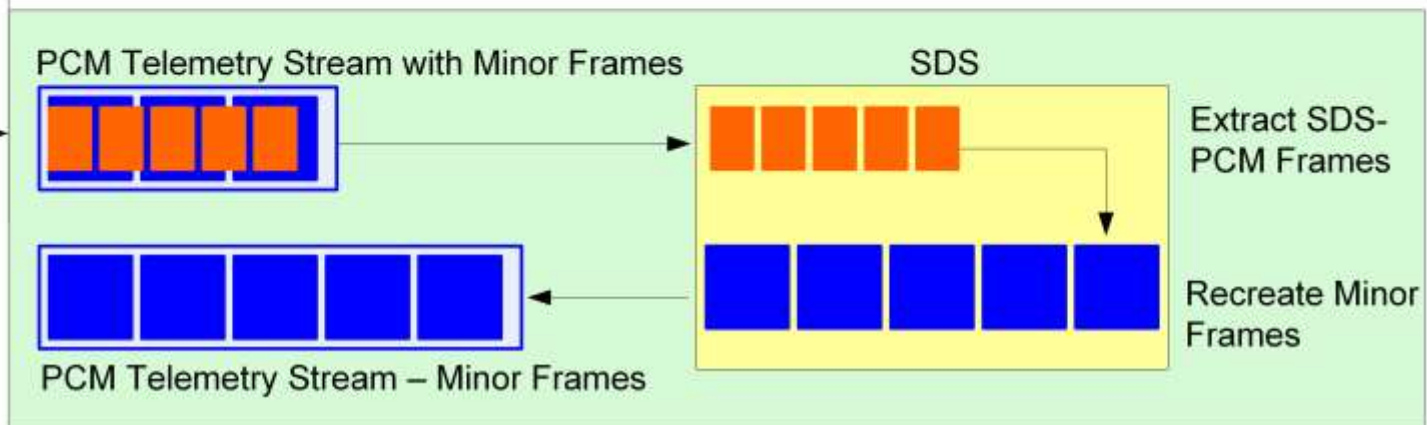 PCM Telemetry Stream with Minor Frames
SDS
Extract SDS-
PCM Frames
Recreate Minor
Frames
PCM Telemetry Stream – Minor Frames